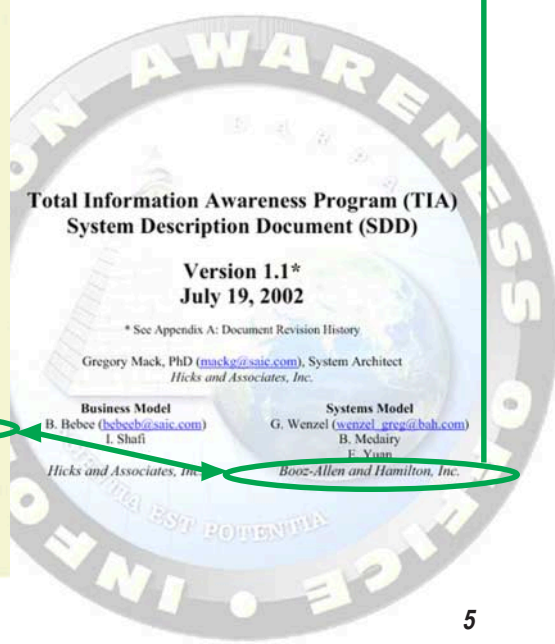 AWARENESS OFFICE
Total Information Awareness Program (TIA)
System Description Document (SDD)
Version 1.1*
July 19, 2002
* See Appendix A: Document Revision History
Gregory Mack, PhD (mackg@saic.com), System Architect
Hicks and Associates, Inc.
Business Model
B. Bebee (bebeeb@saic.com)
I. Shafi
Hicks and Associates, Inc.
Systems Model
G. Wenzel (wenzel_greg@bah.com)
B. Medairy
E. Yuan
Booz-Allen and Hamilton, Inc.
EST POTENTIA
5